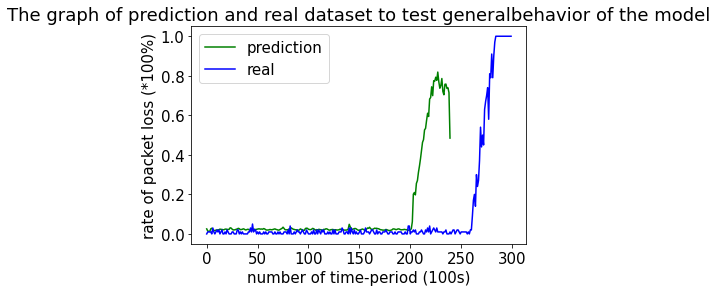 The graph of prediction and real dataset to test generalbehavior of the model
prediction
real
rate of packet loss (*100%)
1.0
0.8
0.6
0.4
0.2
0.0
0 50 100 150 200 250 300
number of time-period (100s)